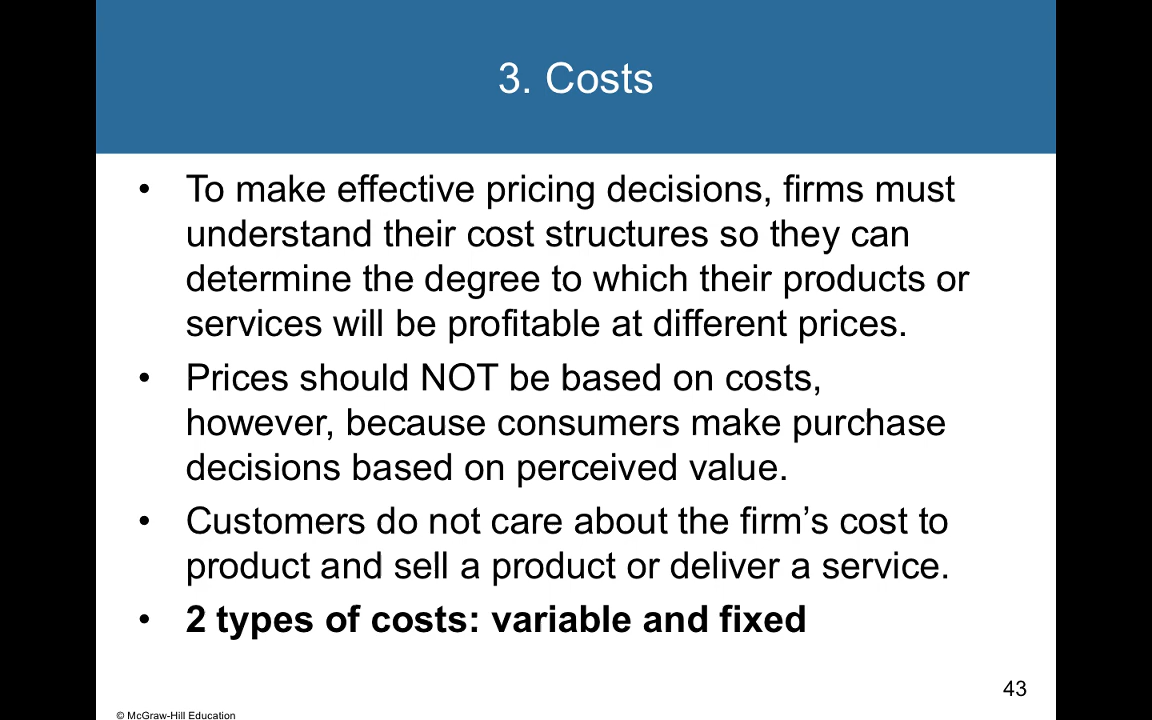 3. Costs
• To make effective pricing decisions, firms must
understand their cost structures so they can
determine the degree to which their products or
services will be profitable at different prices.
• Prices should NOT be based on costs,
however, because consumers make purchase
decisions based on perceived value.
• Customers do not care about the firm’s cost to
product and sell a product or deliver a service.
• 2 types of costs: variable and fixed
43
© McGraw-Hill Education